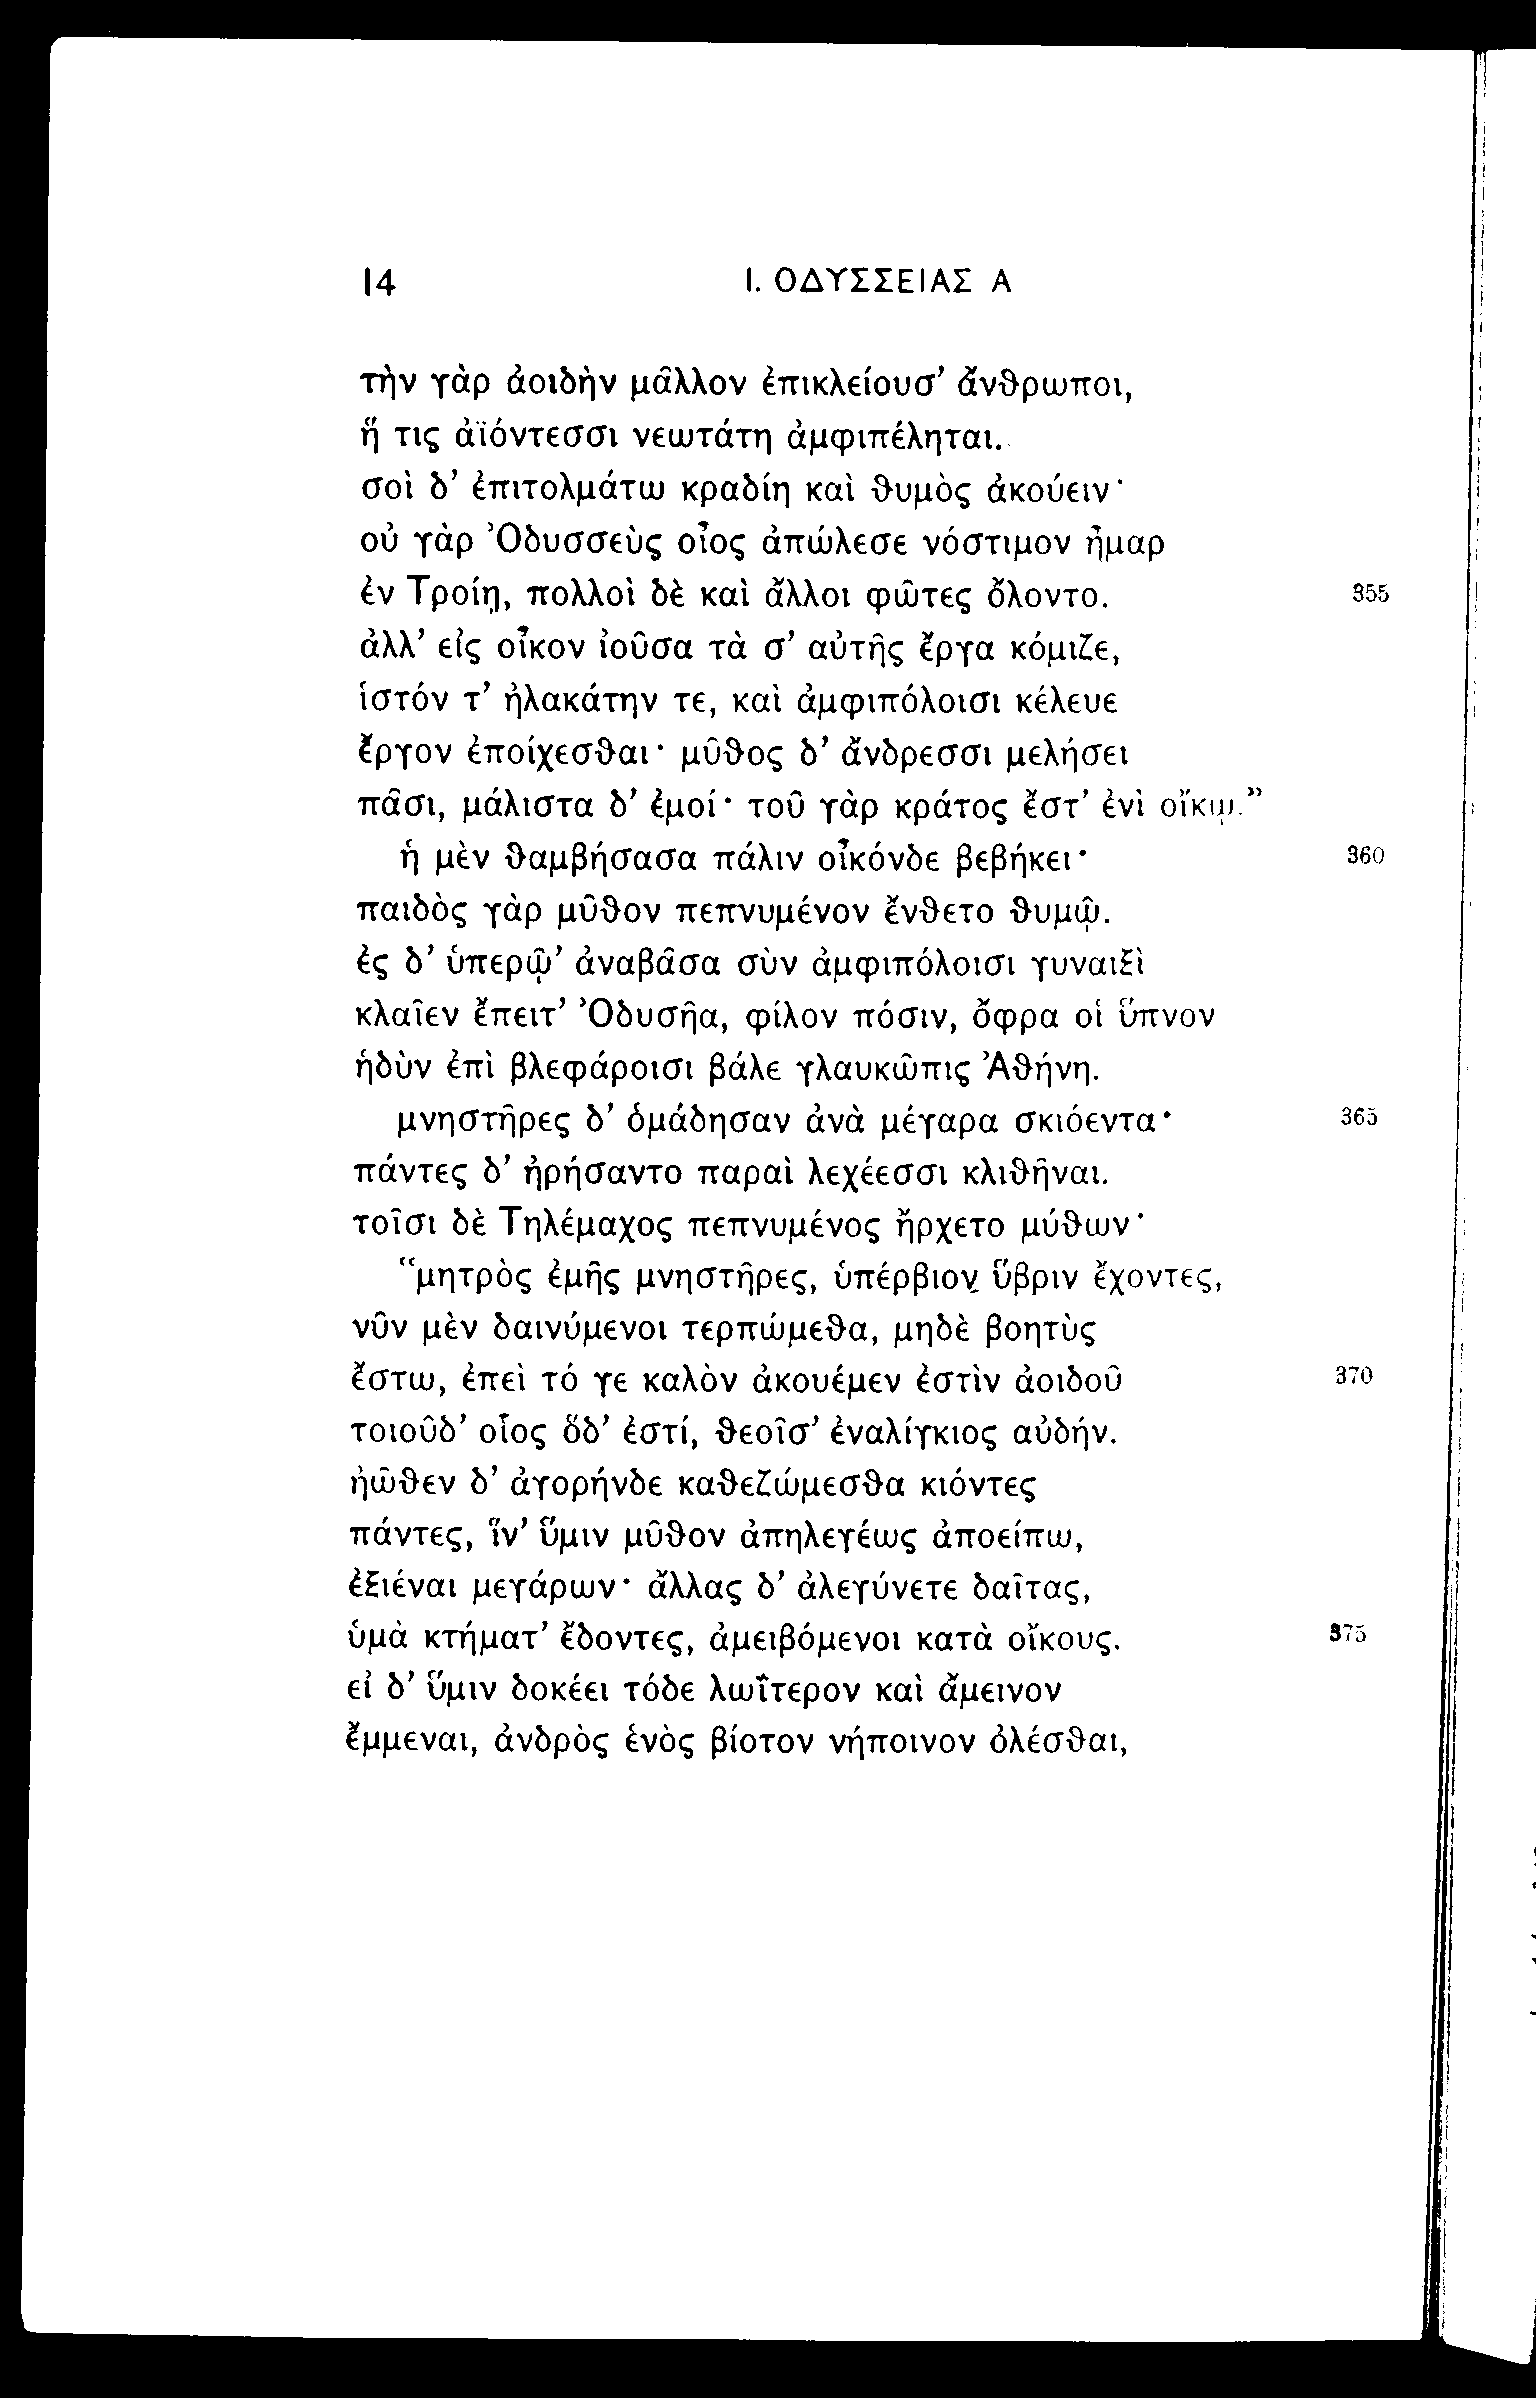 14 I. ΟΔΥΣΣΕΙΑΣ Α
τὴν γὰρ ἀοιδὴν μᾶλλον ἐπικλείουσ’ ἄνθρωποι,
ἥ τις ἀϊόντεσσι νεωτάτη ἀμφιπέληται.
σοὶ δ’ ἐπιτολμάτω κραδίη καὶ θυμὸς ἀκούειν·
οὐ γὰρ Ὀδυσσεὺς οἶος ἀπώλεσε νόστιμον ἦμαρ
ἐν Τροίῃ, πολλοὶ δὲ καὶ ἄλλοι φῶτες ὄλοντο. 355
ἀλλ’ εἰς οἶκον ἰοῦσα τὰ σ’ αὐτῆς ἔργα κόμιζε,
ἱστόν τ’ ἠλακάτην τε, καὶ ἀμφιπόλοισι κέλευε
ἔργον ἐποίχεσθαι· μῦθος δ’ ἄνδρεσσι μελήσει
πᾶσι, μάλιστα δ’ ἐμοί· τοῦ γὰρ κράτος ἔστ’ ἐνὶ οἴκῳ.”
ἡ μὲν θαμβήσασα πάλιν οἶκόνδε βεβήκει· 360
παιδὸς γὰρ μῦθον πεπνυμένον ἔνθετο θυμῷ.
ἐς δ’ ὑπερῷ’ ἀναβᾶσα σὺν ἀμφιπόλοισι γυναιξὶ
κλαῖεν ἔπειτ’ Ὀδυσῆα, φίλον πόσιν, ὄφρα οἱ ὕπνον
ἡδὺν ἐπὶ βλεφάροισι βάλε γλαυκῶπις Ἀθήνη.
μνηστῆρες δ’ ὁμάδησαν ἀνὰ μέγαρα σκιόεντα· 365
πάντες δ’ ἠρήσαντο παραὶ λεχέεσσι κλιθῆναι.
τοῖσι δὲ Τηλέμαχος πεπνυμένος ἤρχετο μύθων·
“μητρὸς ἐμῆς μνηστῆρες, ὑπέρβιον ὕβριν ἔχοντες,
νῦν μὲν δαινύμενοι τερπώμεθα, μηδὲ βοητὺς
ἔστω, ἐπεὶ τό γε καλὸν ἀκουέμεν ἐστὶν ἀοιδοῦ 370
τοιοῦδ’ οἷος ὅδ’ ἐστί, θεοῖσ’ ἐναλίγκιος αὐδήν.
ἠῶθεν δ’ ἀγορήνδε καθεζώμεσθα κιόντες
πάντες, ἵν’ ὕμιν μῦθον ἀπηλεγέως ἀποείπω,
ἐξιέναι μεγάρων· ἄλλας δ’ ἀλεγύνετε δαῖτας,
ὑμὰ κτήματ’ ἔδοντες, ἀμειβόμενοι κατὰ οἴκους. 375
εἰ δ’ ὕμιν δοκέει τόδε λωΐτερον καὶ ἄμεινον
ἔμμεναι, ἀνδρὸς ἑνὸς βίοτον νήποινον ὀλέσθαι,